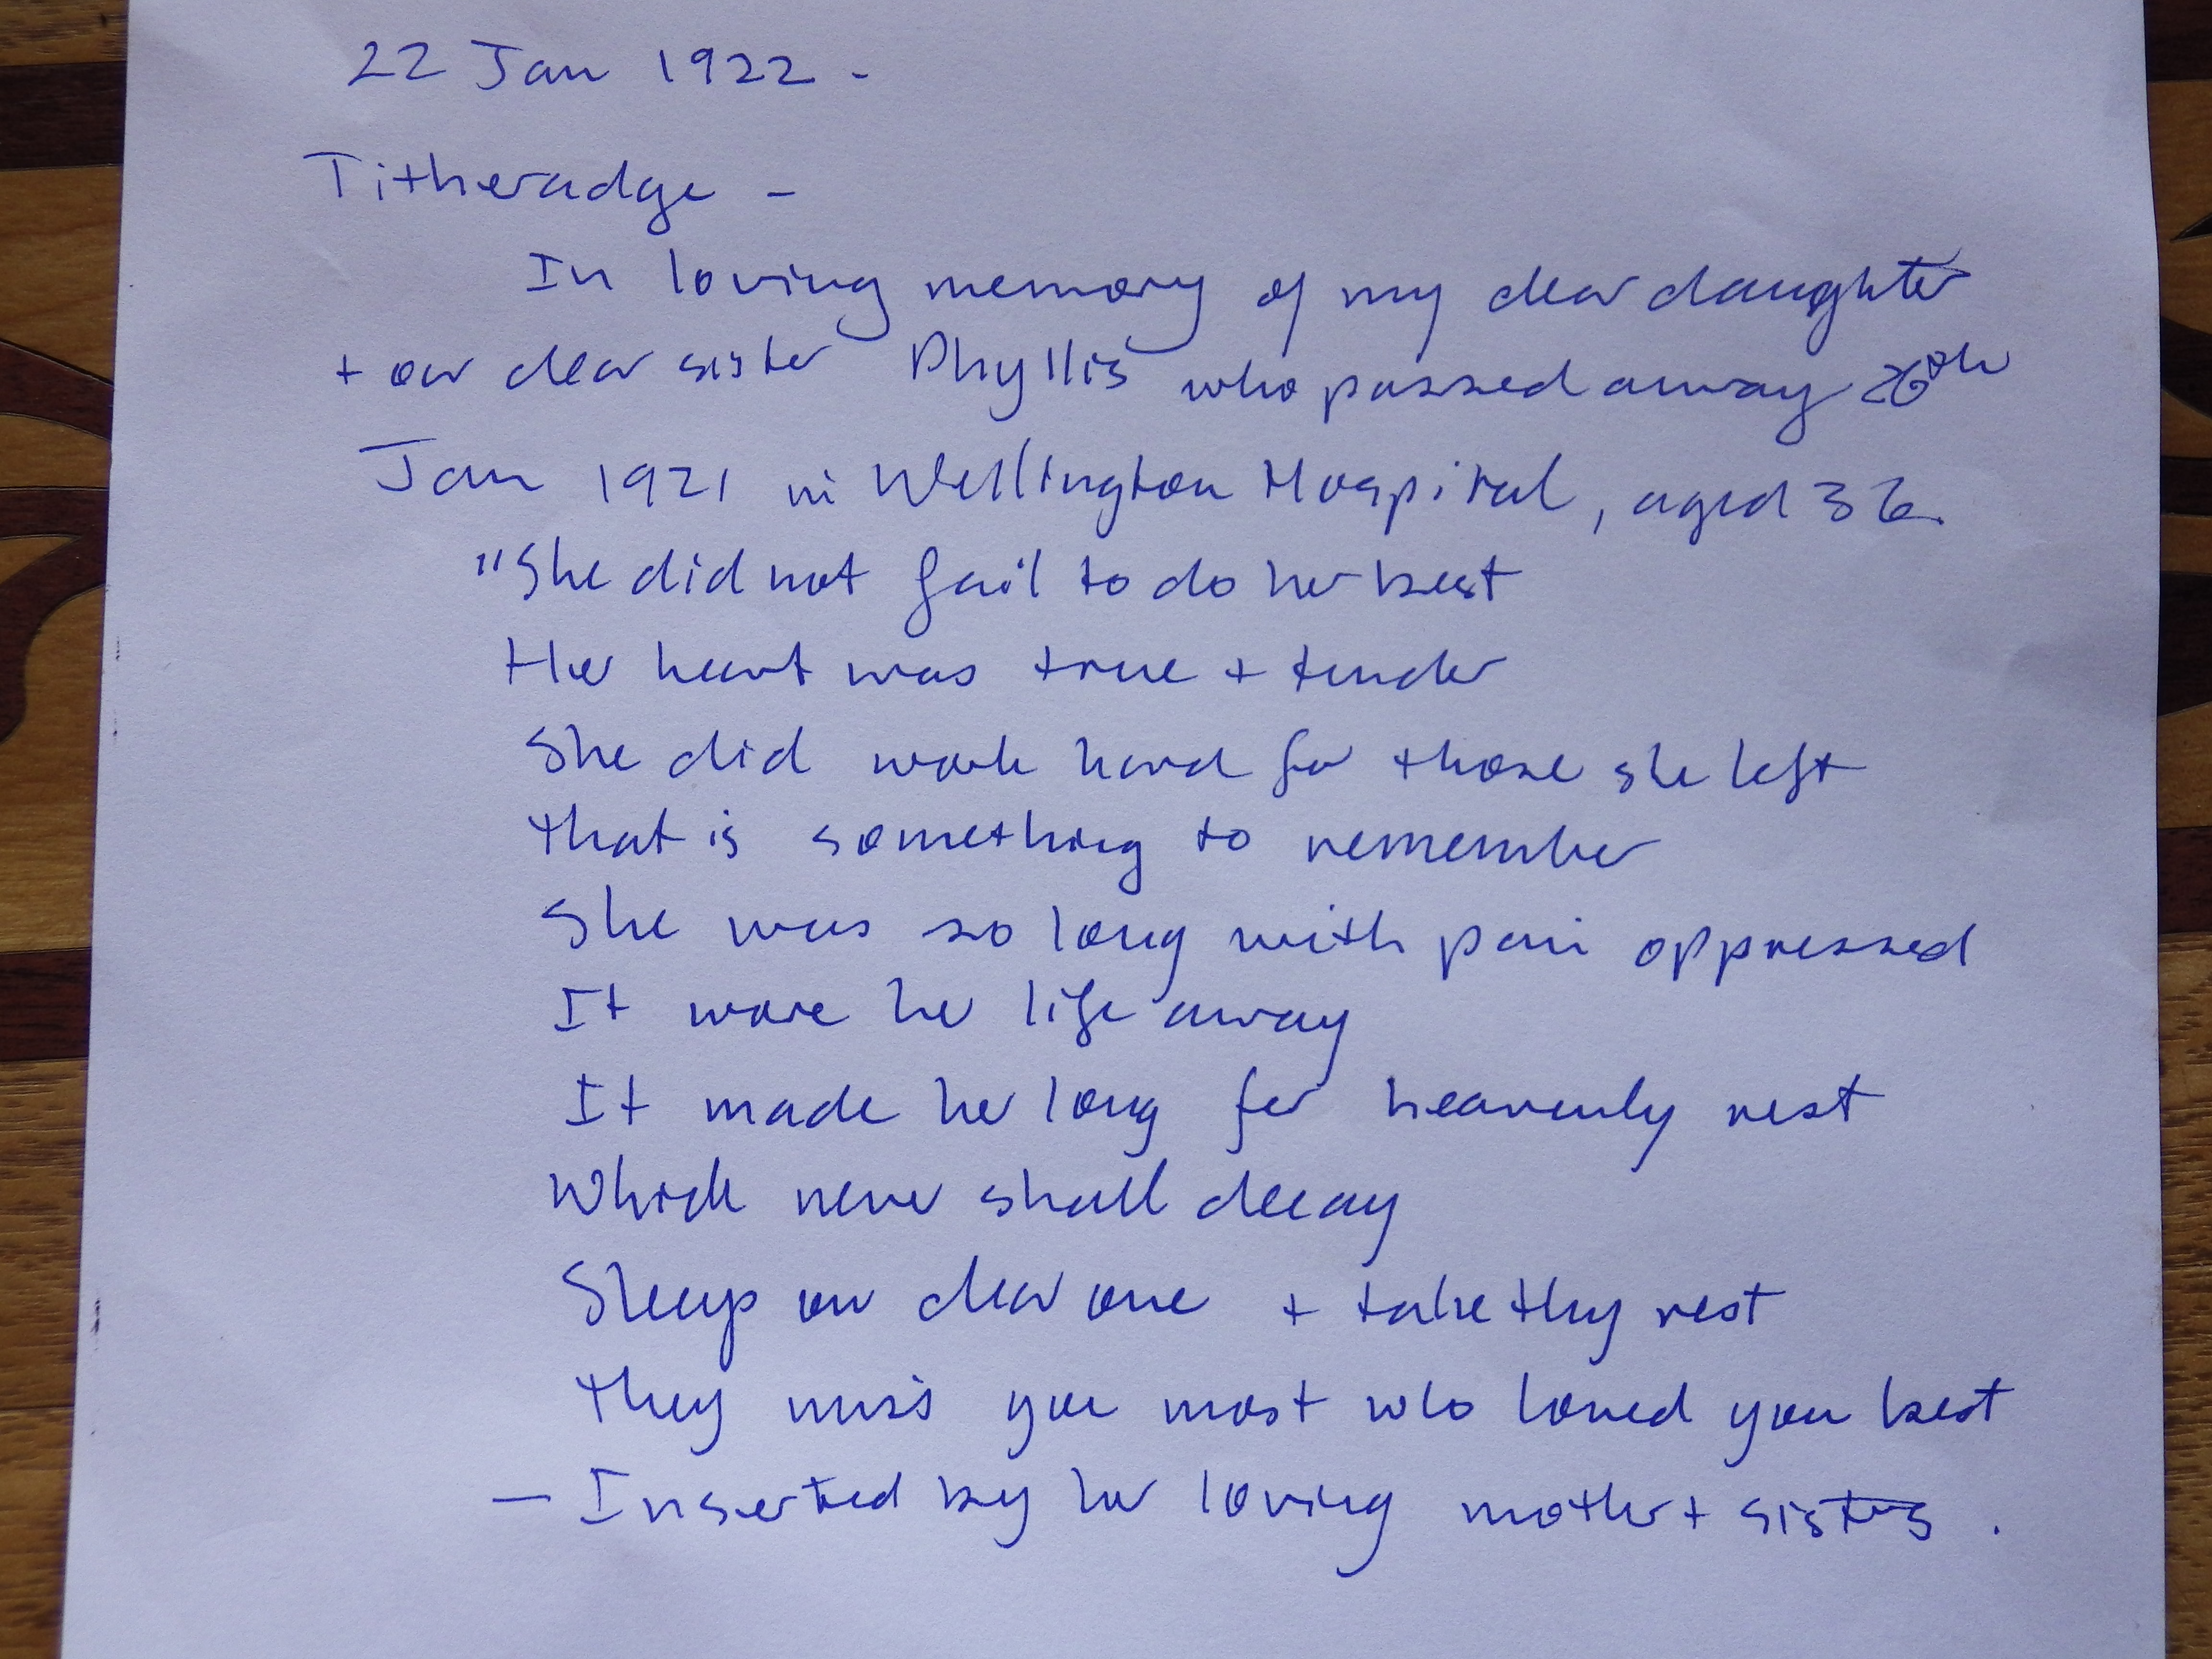 22 Jan 1922 -
Titheradge -
In loving memory of my dear daughter
+ our dear sister Phyllis who passed away 26th
Jan 1921 in Wellington Hospital, aged 36.
"She did not fail to do her best
Her heart was true + tender
She did work hard for those she left
That is something to remember
She was so long with pain oppressed
It wore her life away
It made her long for heavenly rest
Which never shall decay
Sleep on dear one + take thy rest
They miss you most who loved you best
— Inserted by her loving mother + sisters.